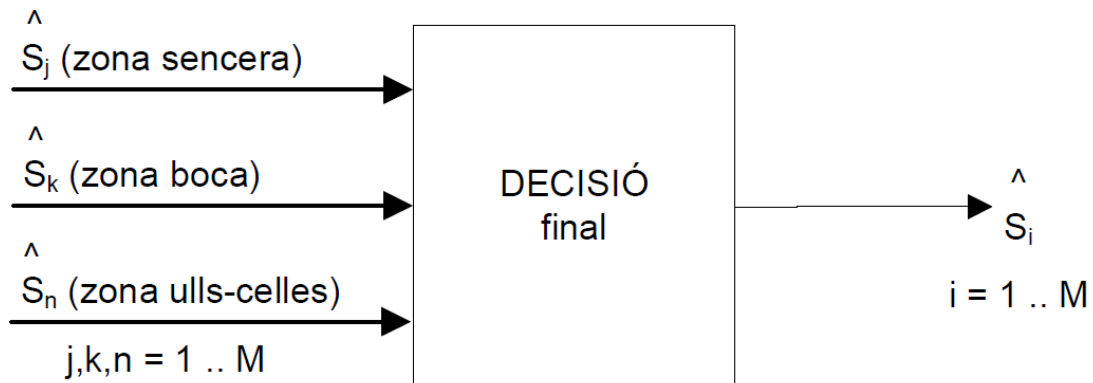 ^
Sj (zona sencera)
^
Sk (zona boca)
^
Sn (zona ulls-celles)
j,k,n = 1 .. M
DECISIÓ
final
^
Si
i = 1 .. M